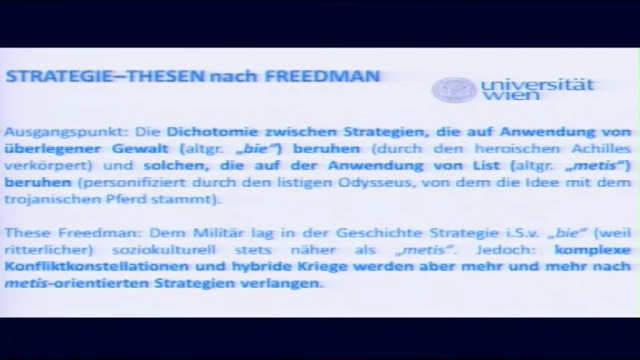 STRATEGIE–THESEN nach FREEDMAN
universität
wien
Ausgangspunkt: Die Dichotomie zwischen Strategien, die auf Anwendung von
überlegener Gewalt (altgr. „bie“) beruhen (durch den heroischen Achilles
verkörpert) und solchen, die auf der Anwendung von List (altgr. „metis“)
beruhen (personifiziert durch den listigen Odysseus, von dem die Idee mit dem
trojanischen Pferd stammt).
These Freedman: Dem Militär lag in der Geschichte Strategie i.S.v. „bie“ (weil
ritterlicher) soziokulturell stets näher als „metis“. Jedoch: komplexe
Konfliktkonstellationen und hybride Kriege werden aber mehr und mehr nach
metis-orientierten Strategien verlangen.